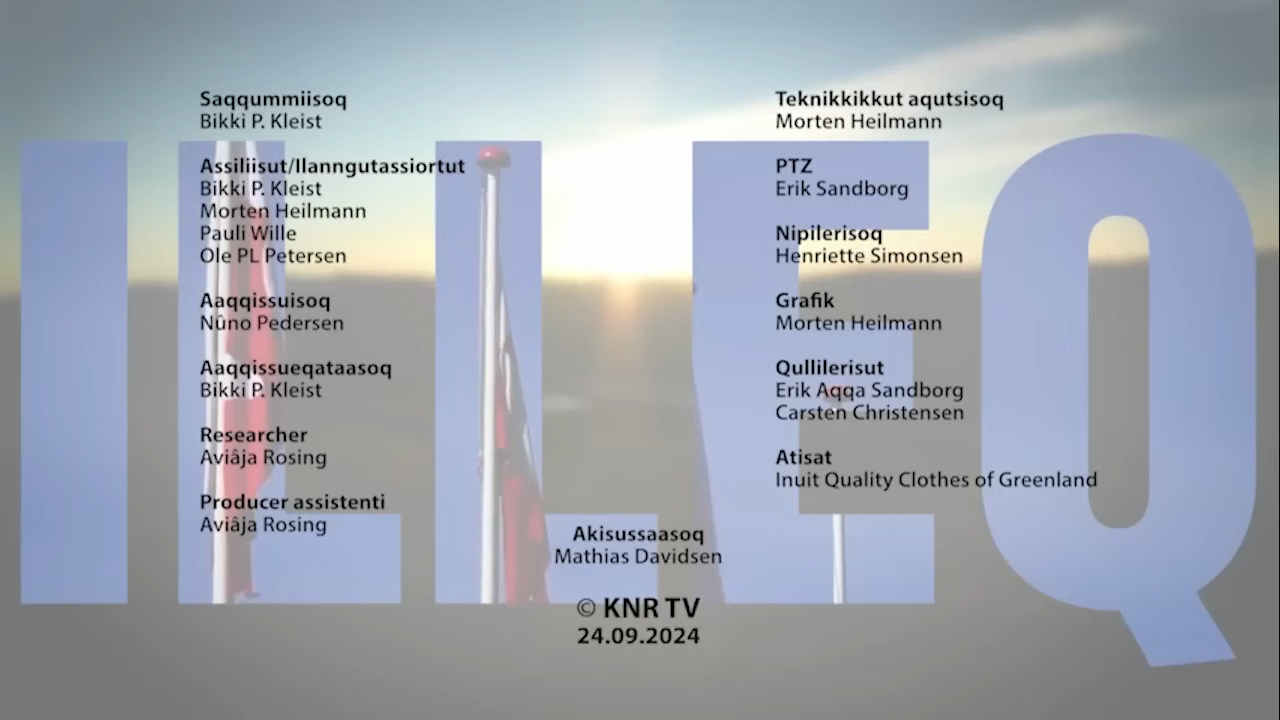 ILLEQ
Saqqummiisoq
Bikki P. Kleist
Assiliisut/Ilanngutassiortut
Bikki P. Kleist
Morten Heilmann
Pauli Wille
Ole PL Petersen
Aaqqissuisoq
Nûno Pedersen
Aaqqissueqataasoq
Bikki P. Kleist
Researcher
Aviâja Rosing
Producer assistenti
Aviâja Rosing
Teknikkikkut aqutsisoq
Morten Heilmann
PTZ
Erik Sandborg
Nipilerisoq
Henriette Simonsen
Grafik
Morten Heilmann
Qullilerisut
Erik Aqqa Sandborg
Carsten Christensen
Atisat
Inuit Quality Clothes of Greenland
Akisussaasoq
Mathias Davidsen
© KNR TV
24.09.2024